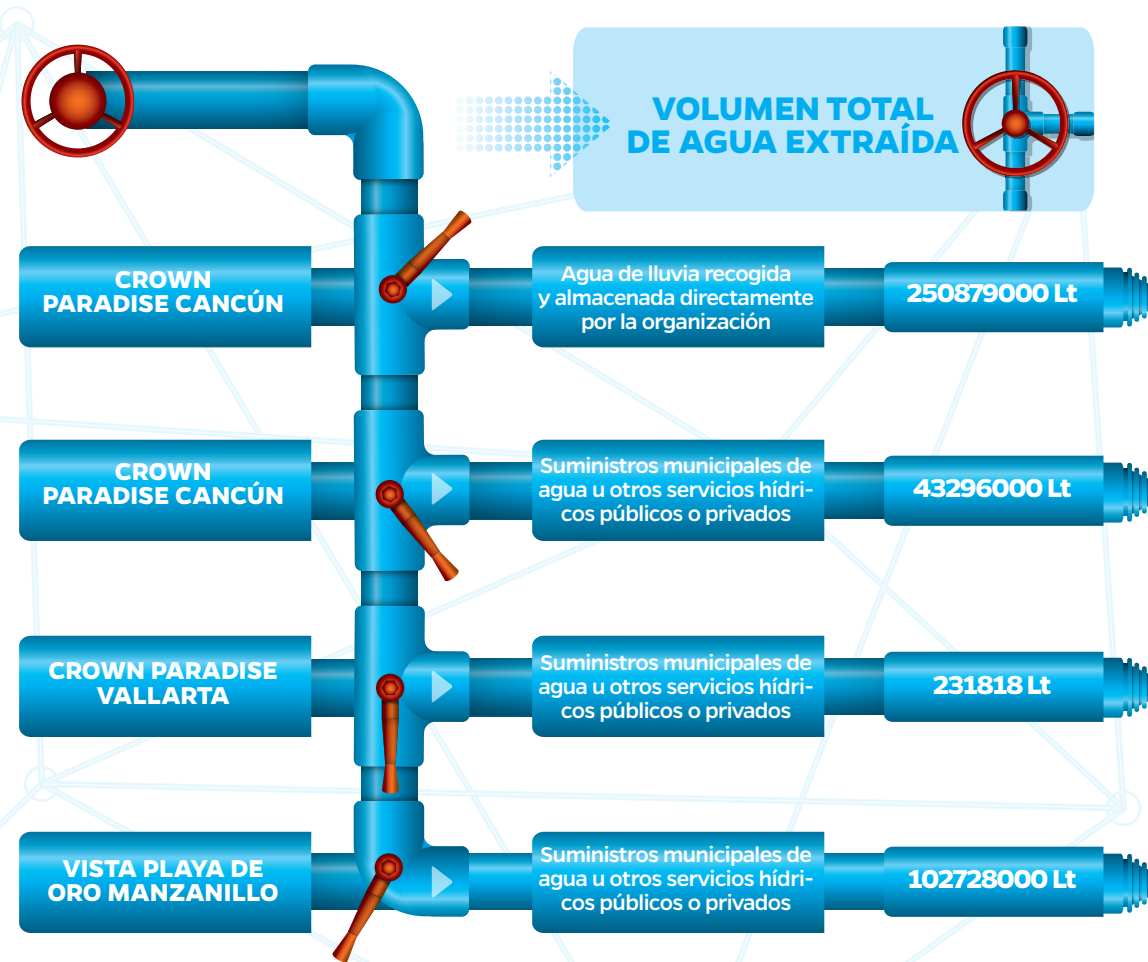 VOLUMEN TOTAL
DE AGUA EXTRAÍDA
CROWN
PARADISE CANCÚN
Agua de lluvia recogida
y almacenada directamente
por la organización
250879000 Lt
CROWN
PARADISE CANCÚN
Suministros municipales de
agua u otros servicios hídri-
cos públicos o privados
43296000 Lt
CROWN PARADISE
VALLARTA
Suministros municipales de
agua u otros servicios hídri-
cos públicos o privados
231818 Lt
VISTA PLAYA DE
ORO MANZANILLO
Suministros municipales de
agua u otros servicios hídri-
cos públicos o privados
102728000 Lt